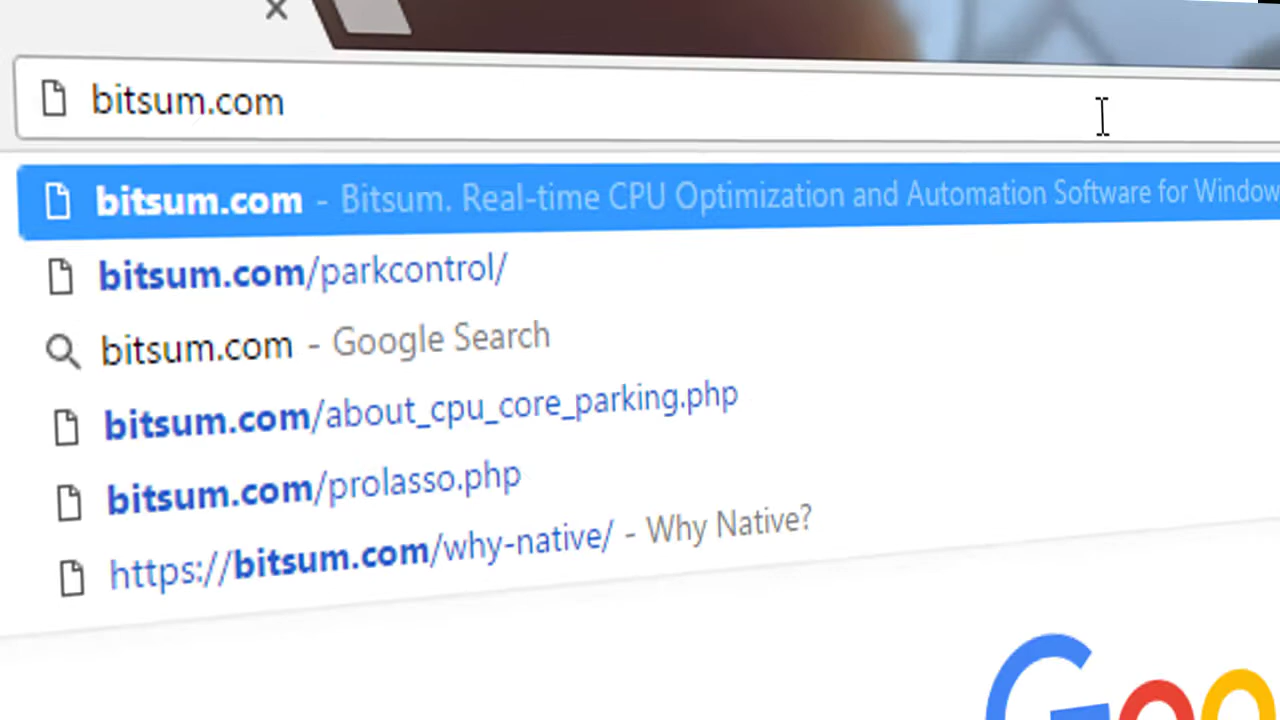 bitsum.com
bitsum.com - Bitsum. Real-time CPU Optimization and Automation Software for Window
bitsum.com/parkcontrol/
bitsum.com - Google Search
bitsum.com/about_cpu_core_parking.php
bitsum.com/prolasso.php
https://bitsum.com/why-native/ - Why Native?
Goo